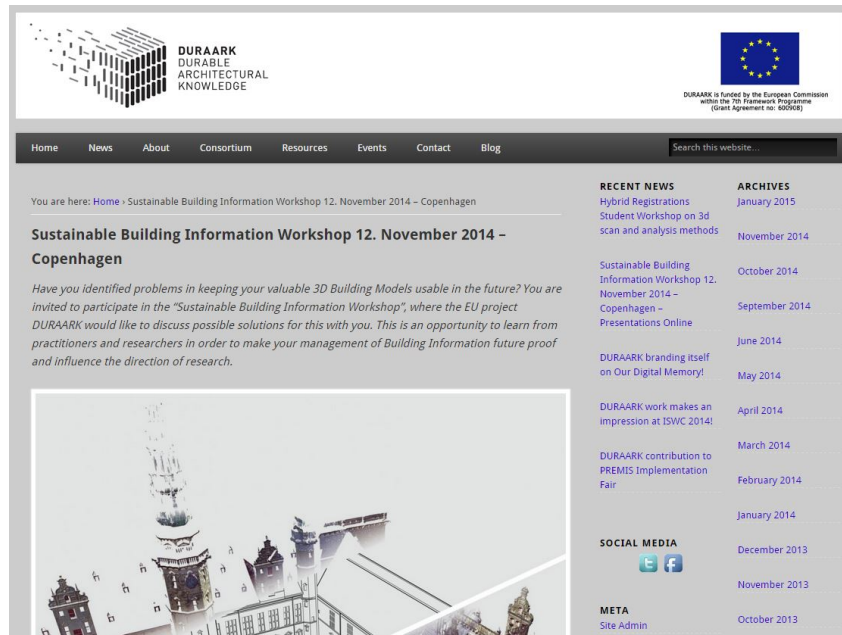 DURAARK
DURABLE
ARCHITECTURAL
KNOWLEDGE
DURAARK is funded by the European Commission
within the 7th Framework Programme
(Grant Agreement no: 600908)
Home News About Consortium Resources Events Contact Blog
Search this website...
You are here: Home › Sustainable Building Information Workshop 12. November 2014 – Copenhagen
Sustainable Building Information Workshop 12. November 2014 –
Copenhagen
Have you identified problems in keeping your valuable 3D Building Models usable in the future? You are
invited to participate in the “Sustainable Building Information Workshop”, where the EU project
DURAARK would like to discuss possible solutions for this with you. This is an opportunity to learn from
practitioners and researchers in order to make your management of Building Information future proof
and influence the direction of research.
RECENT NEWS
Hybrid Registrations
Student Workshop on 3d
scan and analysis methods
Sustainable Building
Information Workshop 12.
November 2014 –
Copenhagen –
Presentations Online
DURAARK branding itself
on Our Digital Memory!
DURAARK work makes an
impression at ISWC 2014!
DURAARK contribution to
PREMIS Implementation
Fair
SOCIAL MEDIA
META
Site Admin
ARCHIVES
January 2015
November 2014
October 2014
September 2014
June 2014
May 2014
April 2014
March 2014
February 2014
January 2014
December 2013
November 2013
October 2013